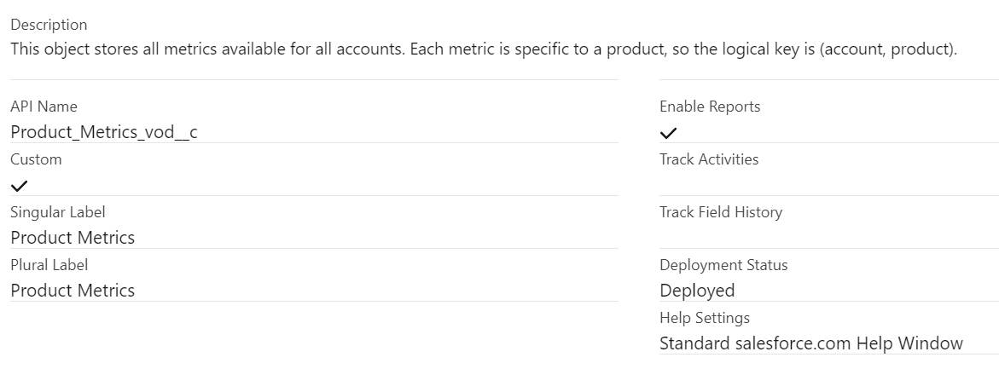 Description
This object stores all metrics available for all accounts. Each metric is specific to a product, so the logical key is (account, product).
API Name
Product_Metrics_vod__c
Custom
Singular Label
Product Metrics
Plural Label
Product Metrics
Enable Reports
Track Activities
Track Field History
Deployment Status
Deployed
Help Settings
Standard salesforce.com Help Window